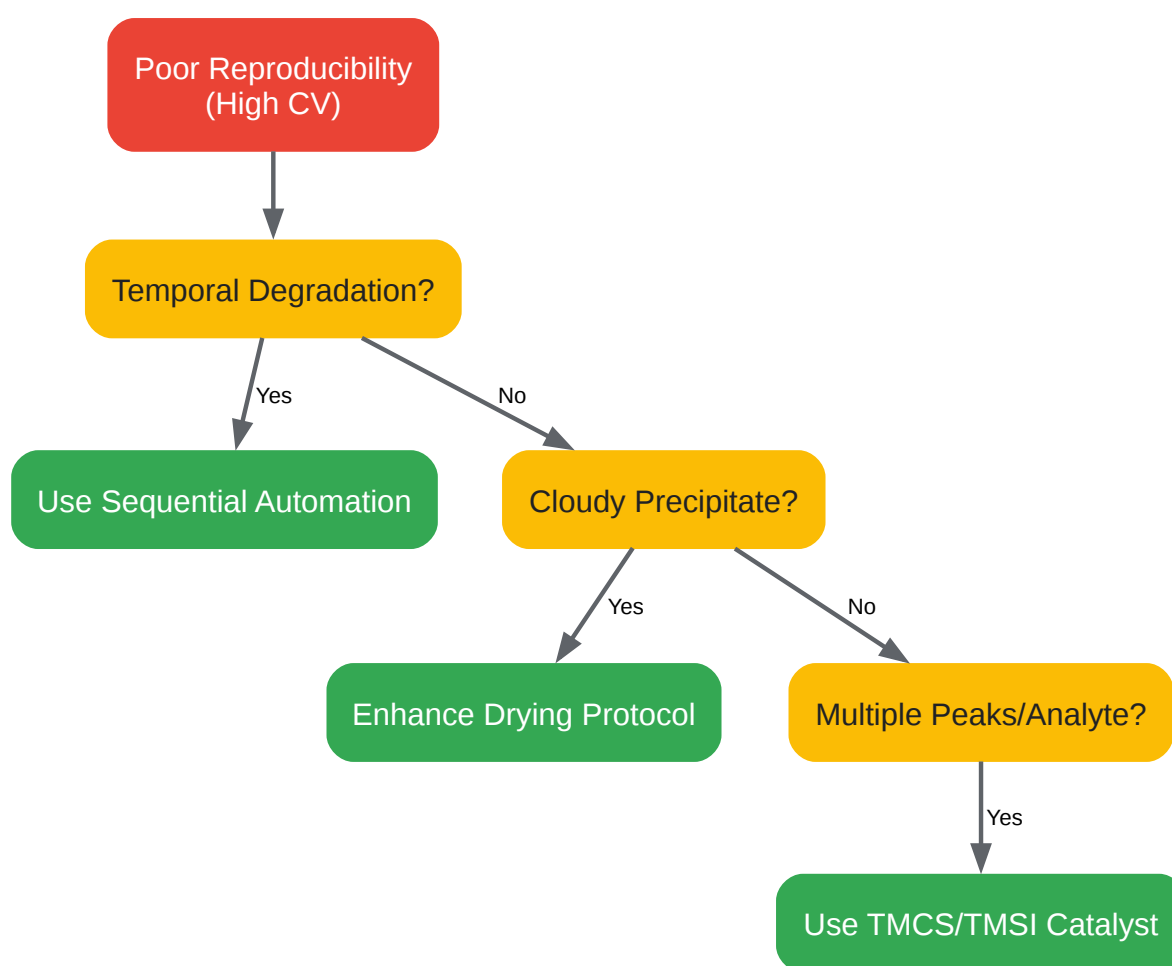 Poor Reproducibility
(High CV)
Temporal Degradation?
Yes
No
Use Sequential Automation
Cloudy Precipitate?
Yes
No
Enhance Drying Protocol
Multiple Peaks/Analyte?
Yes
Use TMCS/TMSI Catalyst